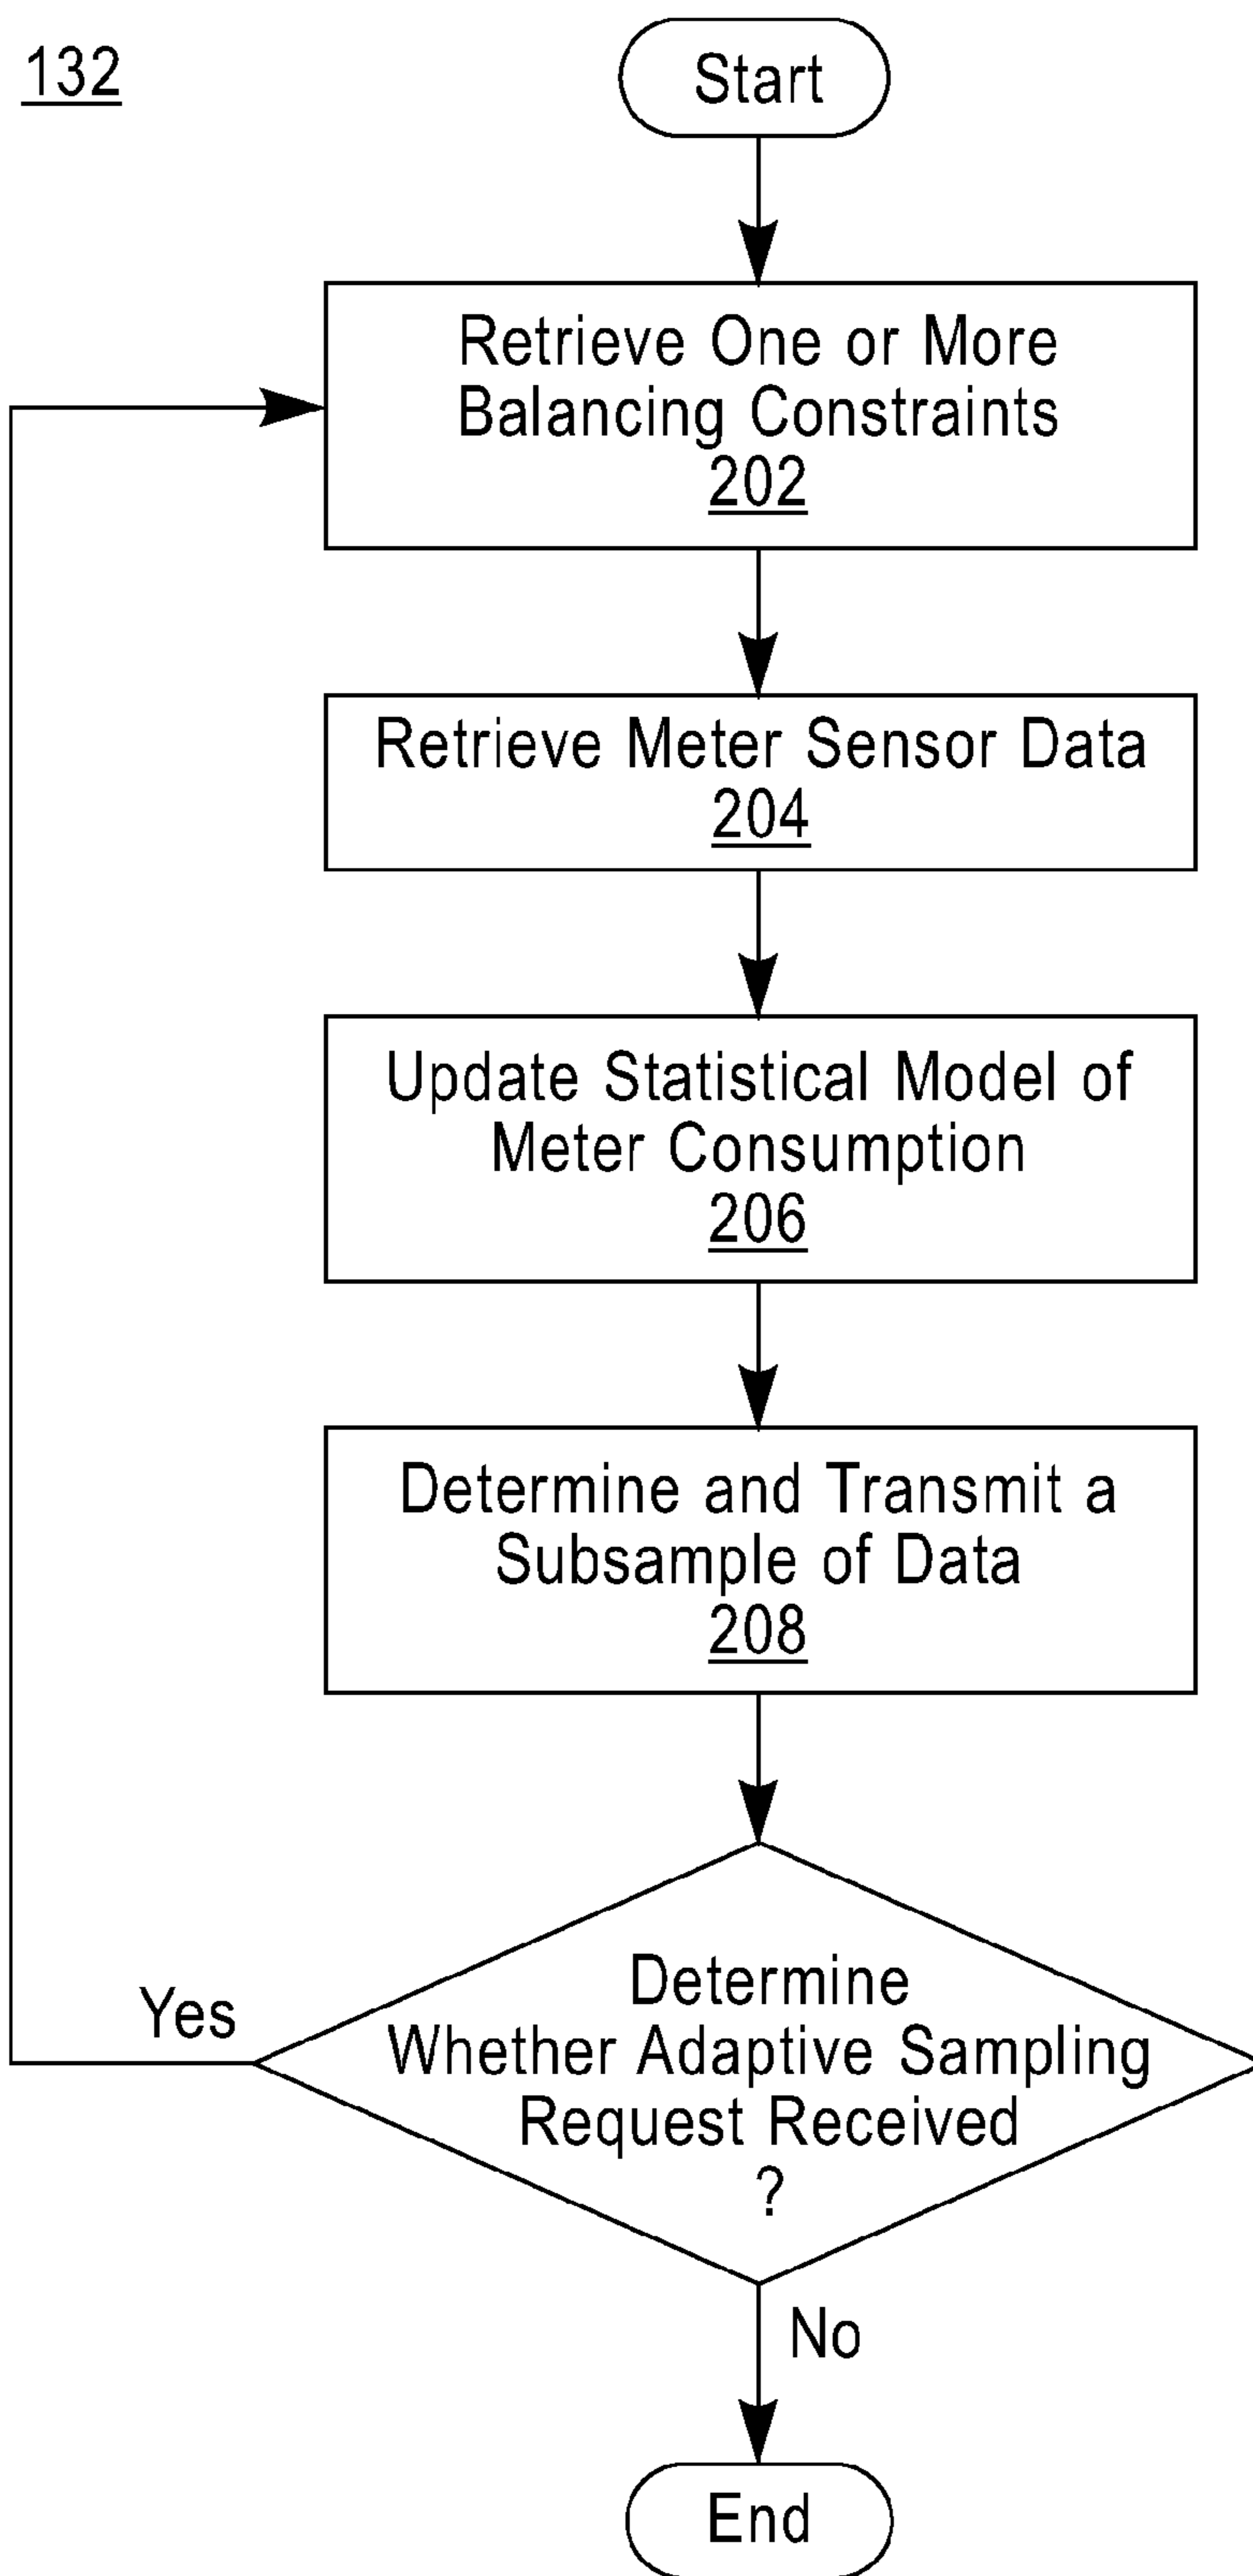 132
Start
Retrieve One or More
Balancing Constraints
202
Retrieve Meter Sensor Data
204
Update Statistical Model of
Meter Consumption
206
Determine and Transmit a
Subsample of Data
208
Determine
Whether Adaptive Sampling
Request Received
?
Yes
No
End